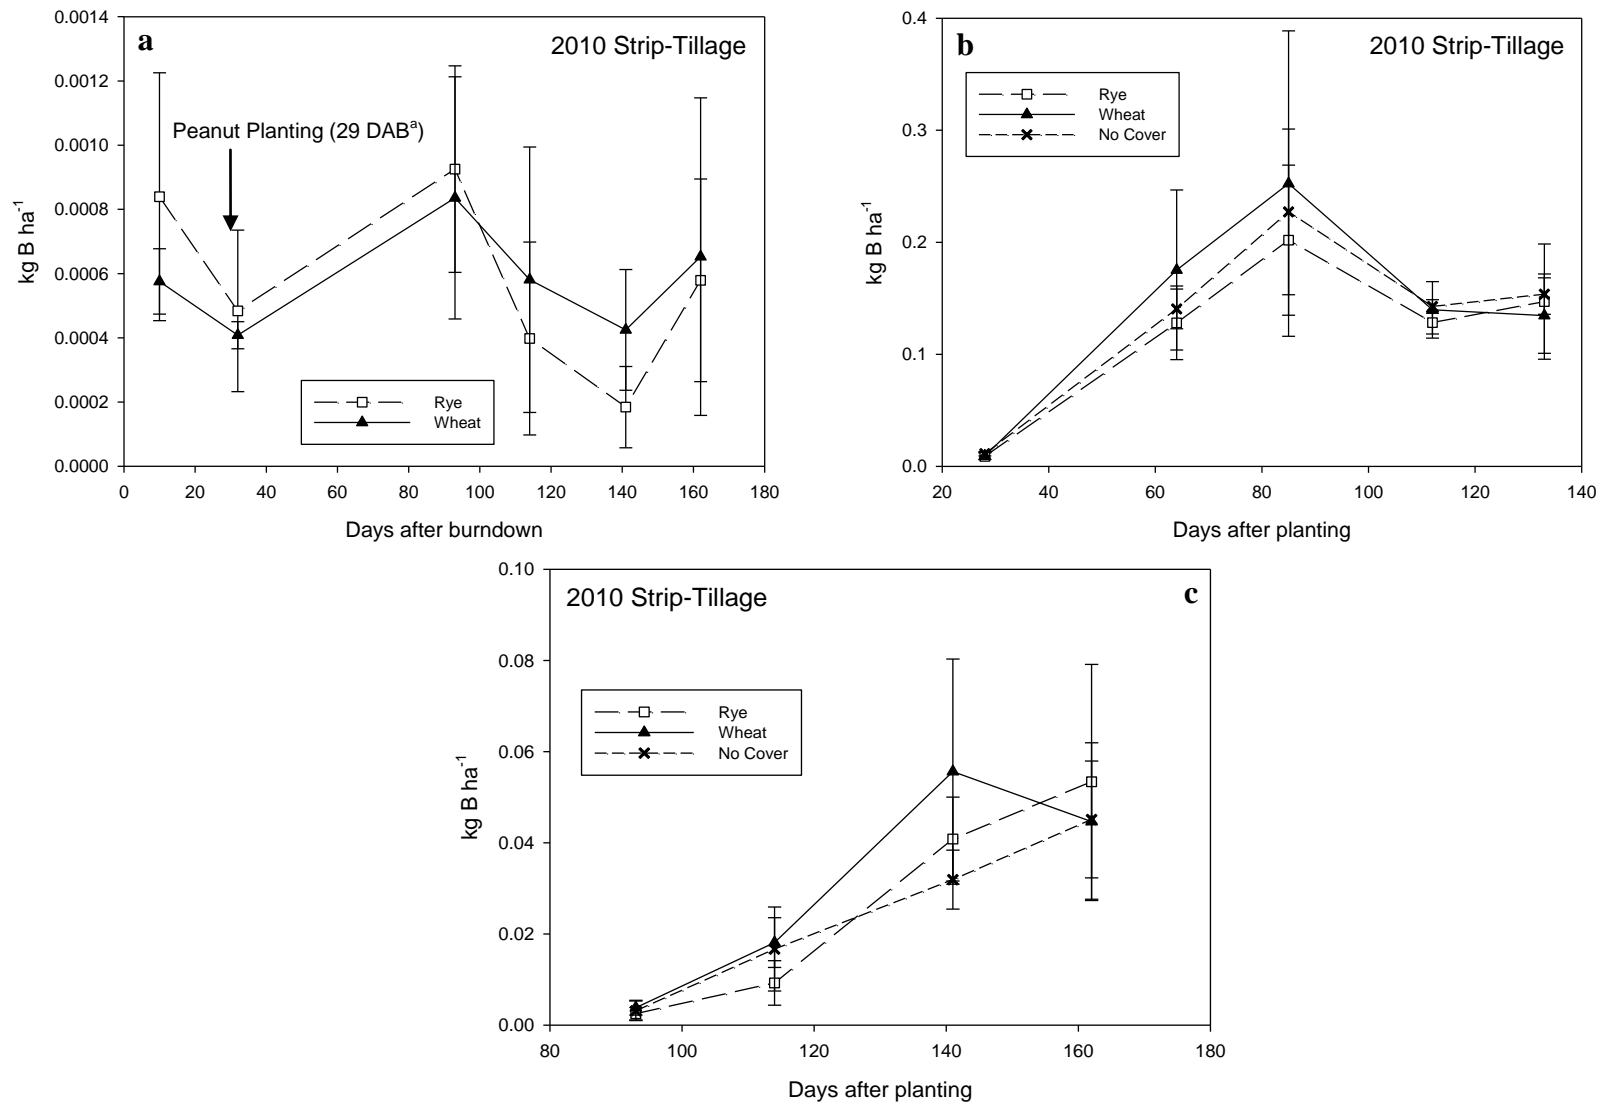 a
2010 Strip-Tillage
Peanut Planting (29 DABᵃ)
kg B ha⁻¹
0.0014
0.0012
0.0010
0.0008
0.0006
0.0004
0.0002
0.0000
Rye
Wheat
0 20 40 60 80 100 120 140 160 180
Days after burndown
b
2010 Strip-Tillage
kg B ha⁻¹
0.4
0.3
0.2
0.1
0.0
Rye
Wheat
No Cover
20 40 60 80 100 120 140
Days after planting
2010 Strip-Tillage
c
kg B ha⁻¹
0.10
0.08
0.06
0.04
0.02
0.00
Rye
Wheat
No Cover
80 100 120 140 160 180
Days after planting